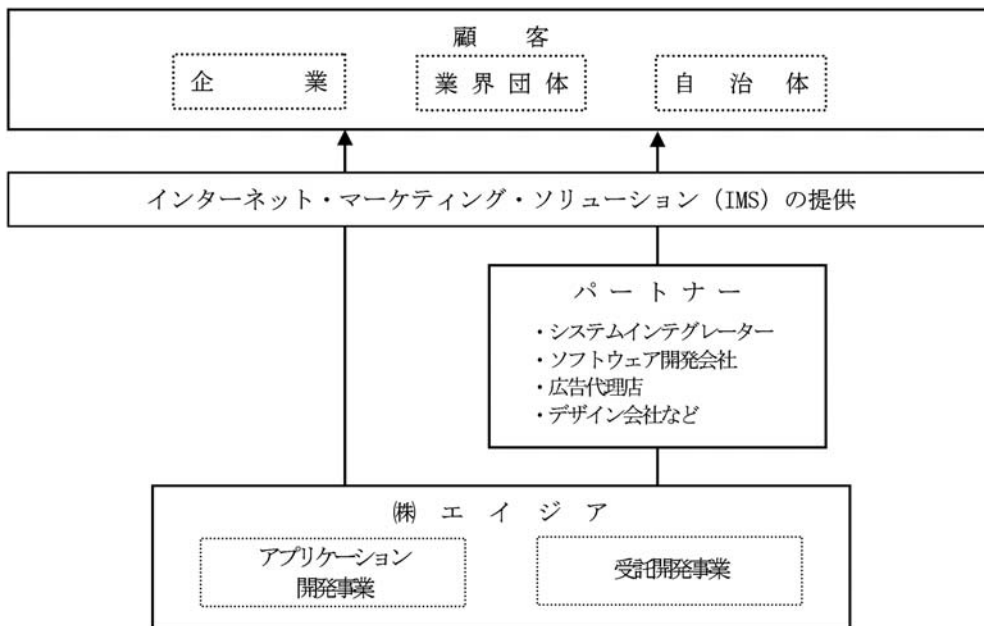 顧客
企業 業界団体 自治体
インターネット・マーケティング・ソリューション（IMS）の提供
パートナー
・システムインテグレーター
・ソフトウェア開発会社
・広告代理店
・デザイン会社など
㈱エイジア
アプリケーション
開発事業
受託開発事業